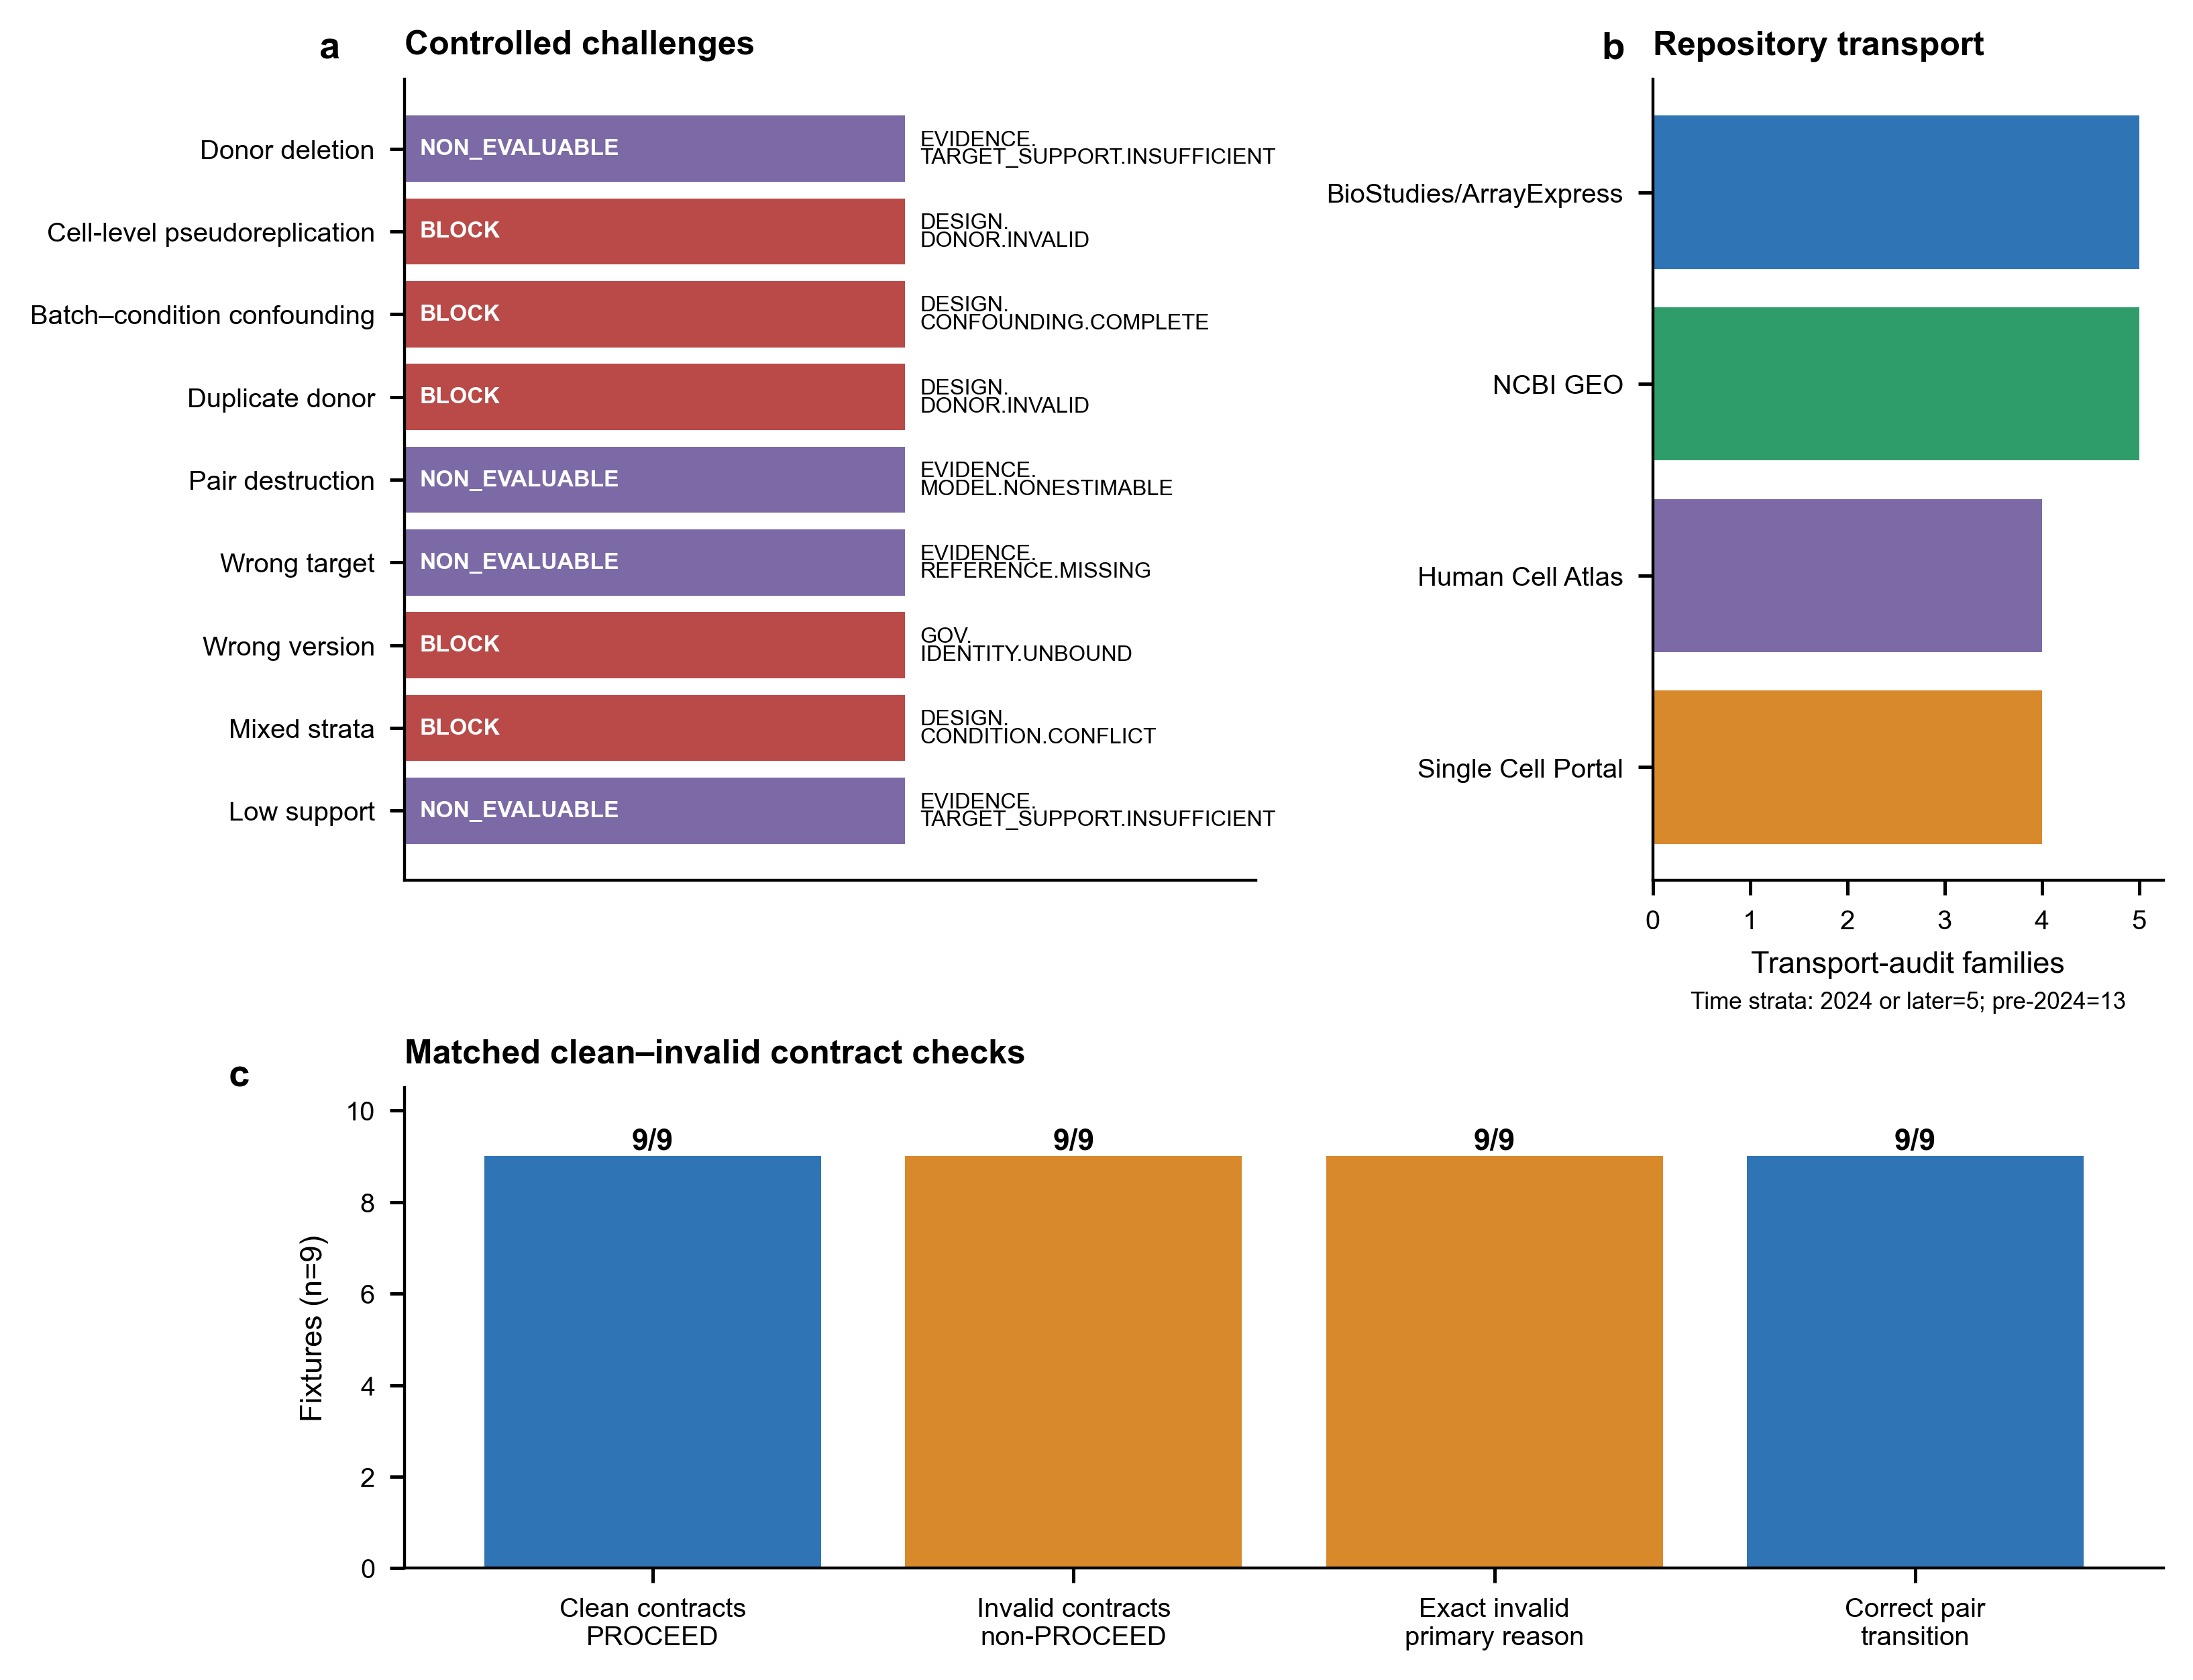 a
Controlled challenges
Donor deletion
NON_EVALUABLE
EVIDENCE.
TARGET_SUPPORT.INSUFFICIENT
Cell-level pseudoreplication
BLOCK
DESIGN.
DONOR.INVALID
Batch–condition confounding
BLOCK
DESIGN.
CONFOUNDING.COMPLETE
Duplicate donor
BLOCK
DESIGN.
DONOR.INVALID
Pair destruction
NON_EVALUABLE
EVIDENCE.
MODEL.NONESTIMABLE
Wrong target
NON_EVALUABLE
EVIDENCE.
REFERENCE.MISSING
Wrong version
BLOCK
GOV.
IDENTITY.UNBOUND
Mixed strata
BLOCK
DESIGN.
CONDITION.CONFLICT
Low support
NON_EVALUABLE
EVIDENCE.
TARGET_SUPPORT.INSUFFICIENT
b
Repository transport
BioStudies/ArrayExpress
NCBI GEO
Human Cell Atlas
Single Cell Portal
0 1 2 3 4 5
Transport-audit families
Time strata: 2024 or later=5; pre-2024=13
c
Matched clean–invalid contract checks
Fixtures (n=9)
10
8
6
4
2
0
9/9 9/9 9/9 9/9
Clean contracts
PROCEED
Invalid contracts
non-PROCEED
Exact invalid
primary reason
Correct pair
transition